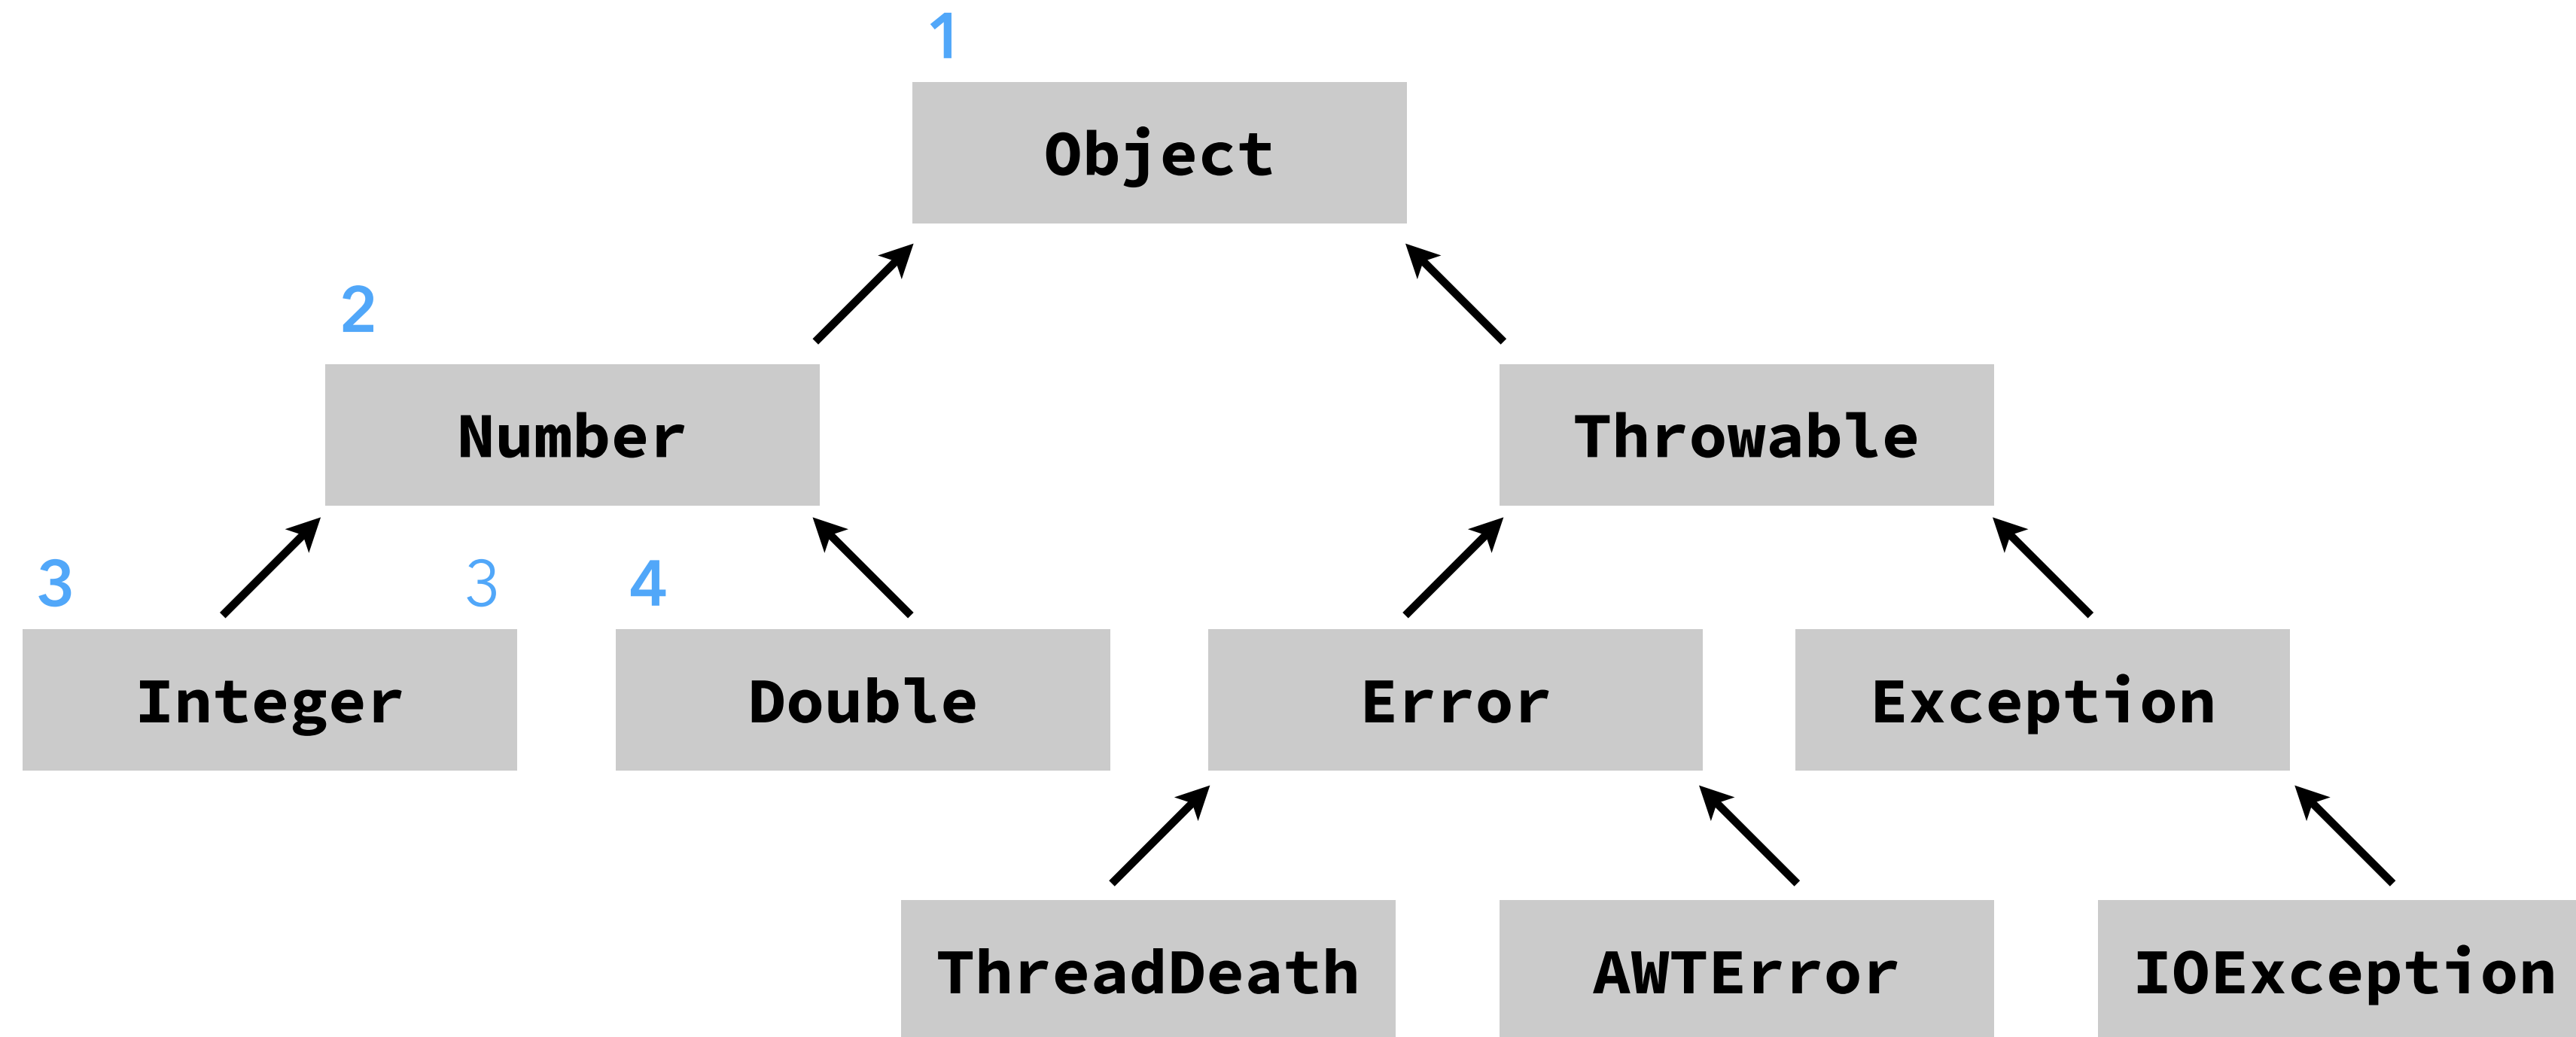 1
Object
2
Number
Throwable
3
3
4
Integer
Double
Error
Exception
ThreadDeath
AWTError
IOException